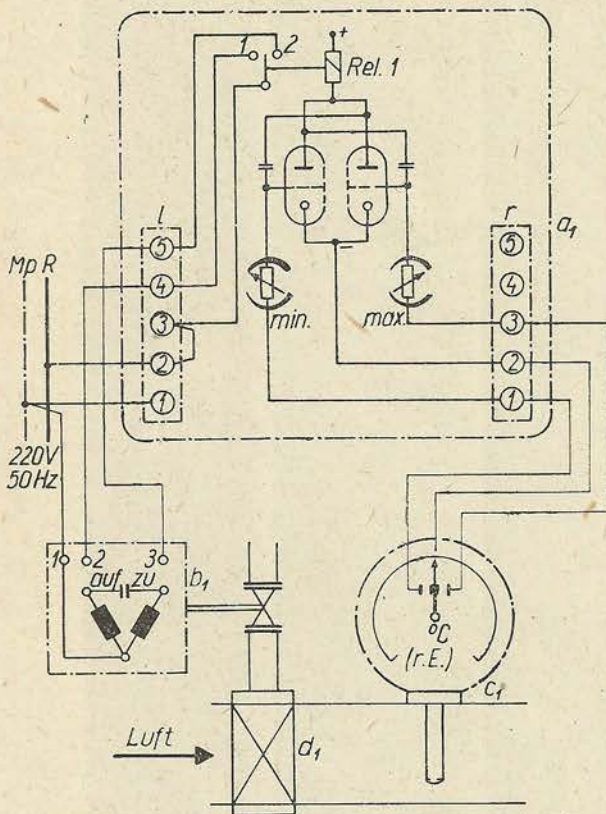 1 2
+
Rel. 1
l
r
5
4
3
2
1
min.
max.
5
4
3
2
1
a1
Mp R
220V
50Hz
1 2 3
auf zu
b1
°C
(r.E.)
c1
Luft
d1